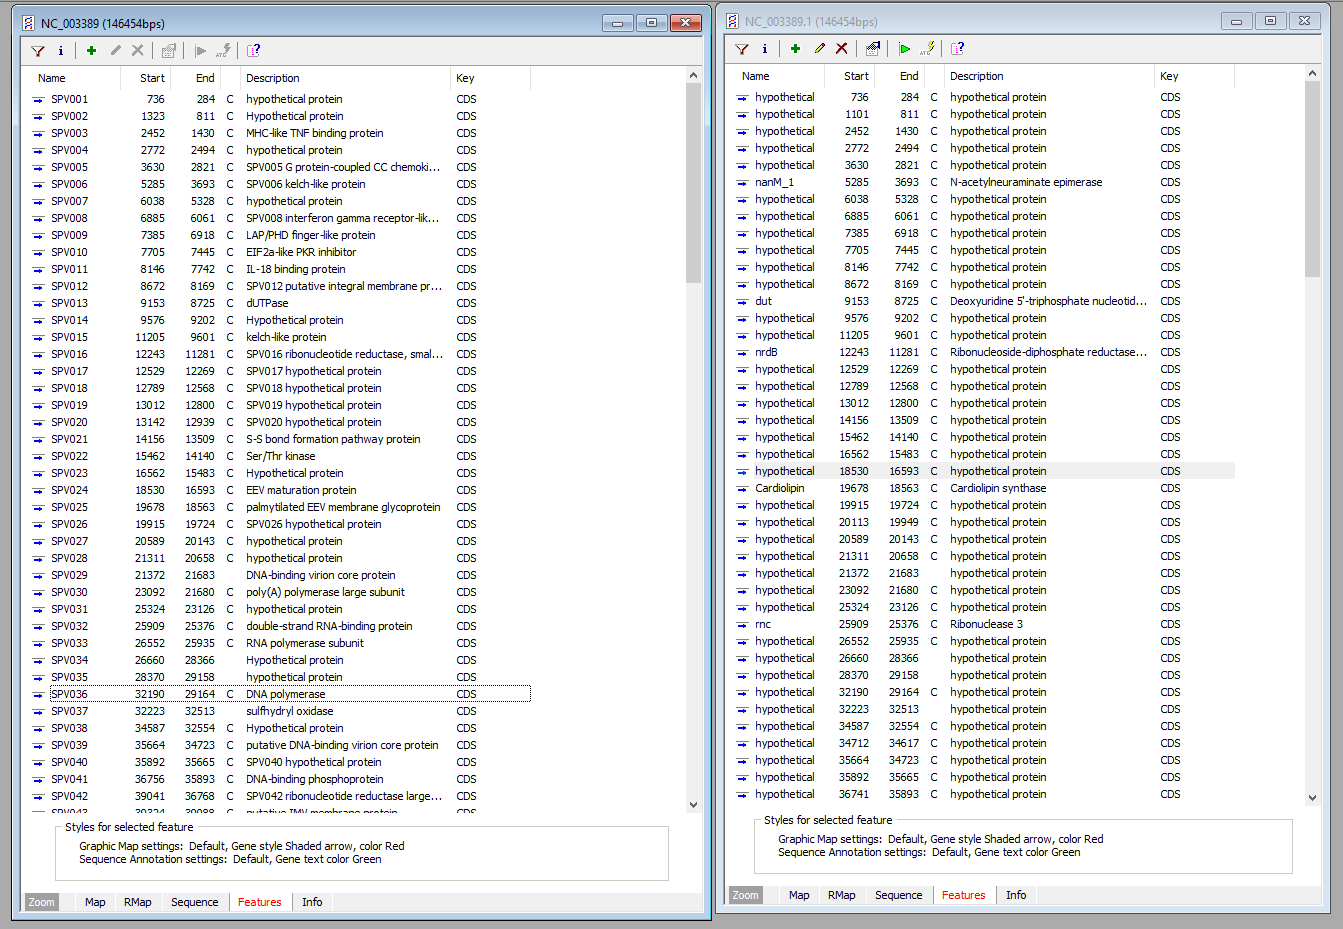 NC_003389 (146454bps)
Name Start End Description Key
SPV001 736 284 C hypothetical protein CDS
SPV002 1323 811 C Hypothetical protein CDS
SPV003 2452 1430 C MHC-like TNF binding protein CDS
SPV004 2772 2494 C hypothetical protein CDS
SPV005 3630 2821 C SPV005 G protein-coupled CC chemoki... CDS
SPV006 5285 3693 C SPV006 kelch-like protein CDS
SPV007 6038 5328 C hypothetical protein CDS
SPV008 6885 6061 C SPV008 interferon gamma receptor-lik... CDS
SPV009 7385 6918 C LAP/PHD finger-like protein CDS
SPV010 7705 7445 C EIF2a-like PKR inhibitor CDS
SPV011 8146 7742 C IL-18 binding protein CDS
SPV012 8672 8169 C SPV012 putative integral membrane pr... CDS
SPV013 9153 8725 C dUTPase CDS
SPV014 9576 9202 C Hypothetical protein CDS
SPV015 11205 9601 C kelch-like protein CDS
SPV016 12243 11281 C SPV016 ribonucleotide reductase, smal... CDS
SPV017 12529 12269 C SPV017 hypothetical protein CDS
SPV018 12789 12568 C SPV018 hypothetical protein CDS
SPV019 13012 12800 C SPV019 hypothetical protein CDS
SPV020 13142 12939 C SPV020 hypothetical protein CDS
SPV021 14156 13509 C S-S bond formation pathway protein CDS
SPV022 15462 14140 C Ser/Thr kinase CDS
SPV023 16562 15483 C Hypothetical protein CDS
SPV024 18530 16593 C EEV maturation protein CDS
SPV025 19678 18563 C palmytilated EEV membrane glycoprotein CDS
SPV026 19915 19724 C SPV026 hypothetical protein CDS
SPV027 20589 20143 C hypothetical protein CDS
SPV028 21311 20658 C hypothetical protein CDS
SPV029 21372 21683 DNA-binding virion core protein CDS
SPV030 23092 21680 C poly(A) polymerase large subunit CDS
SPV031 25324 23126 C hypothetical protein CDS
SPV032 25909 25376 C double-strand RNA-binding protein CDS
SPV033 26552 25935 C RNA polymerase subunit CDS
SPV034 26660 28366 Hypothetical protein CDS
SPV035 28370 29158 hypothetical protein CDS
SPV036 32190 29164 C DNA polymerase CDS
SPV037 32223 32513 sulfhydryl oxidase CDS
SPV038 34587 32554 C Hypothetical protein CDS
SPV039 35664 34723 C putative DNA-binding virion core protein CDS
SPV040 35892 35665 C SPV040 hypothetical protein CDS
SPV041 36756 35893 C DNA-binding phosphoprotein CDS
SPV042 39041 36768 C SPV042 ribonucleotide reductase large... CDS
SPV043 39324 39088 C putative IMV membrane protein CDS
Styles for selected feature
Graphic Map settings: Default, Gene style Shaded arrow, color Red
Sequence Annotation settings: Default, Gene text color Green
Zoom Map RMap Sequence Features Info
NC_003389.1 (146454bps)
Name Start End Description Key
hypothetical 736 284 C hypothetical protein CDS
hypothetical 1101 811 C hypothetical protein CDS
hypothetical 2452 1430 C hypothetical protein CDS
hypothetical 2772 2494 C hypothetical protein CDS
hypothetical 3630 2821 C hypothetical protein CDS
nanM_1 5285 3693 C N-acetylneuraminate epimerase CDS
hypothetical 6038 5328 C hypothetical protein CDS
hypothetical 6885 6061 C hypothetical protein CDS
hypothetical 7385 6918 C hypothetical protein CDS
hypothetical 7705 7445 C hypothetical protein CDS
hypothetical 8146 7742 C hypothetical protein CDS
hypothetical 8672 8169 C hypothetical protein CDS
dut 9153 8725 C Deoxyuridine 5'-triphosphate nucleotid... CDS
hypothetical 9576 9202 C hypothetical protein CDS
hypothetical 11205 9601 C hypothetical protein CDS
nrdB 12243 11281 C Ribonucleoside-diphosphate reductase... CDS
hypothetical 12529 12269 C hypothetical protein CDS
hypothetical 12789 12568 C hypothetical protein CDS
hypothetical 13012 12800 C hypothetical protein CDS
hypothetical 14156 13509 C hypothetical protein CDS
hypothetical 15462 14140 C hypothetical protein CDS
hypothetical 16562 15483 C hypothetical protein CDS
hypothetical 18530 16593 C hypothetical protein CDS
Cardiolipin 19678 18563 C Cardiolipin synthase CDS
hypothetical 19915 19724 C hypothetical protein CDS
hypothetical 20113 19949 C hypothetical protein CDS
hypothetical 20589 20143 C hypothetical protein CDS
hypothetical 21311 20658 C hypothetical protein CDS
hypothetical 21372 21683 hypothetical protein CDS
hypothetical 23092 21680 C hypothetical protein CDS
hypothetical 25324 23126 C hypothetical protein CDS
rnc 25909 25376 C Ribonuclease 3 CDS
hypothetical 26552 25935 C hypothetical protein CDS
hypothetical 26660 28366 hypothetical protein CDS
hypothetical 28370 29158 hypothetical protein CDS
hypothetical 32190 29164 C hypothetical protein CDS
hypothetical 32223 32513 hypothetical protein CDS
hypothetical 34587 32554 C hypothetical protein CDS
hypothetical 34712 34617 C hypothetical protein CDS
hypothetical 35664 34723 C hypothetical protein CDS
hypothetical 35892 35665 C hypothetical protein CDS
hypothetical 36741 35893 C hypothetical protein CDS
Styles for selected feature
Graphic Map settings: Default, Gene style Shaded arrow, color Red
Sequence Annotation settings: Default, Gene text color Green
Zoom Map RMap Sequence Features Info